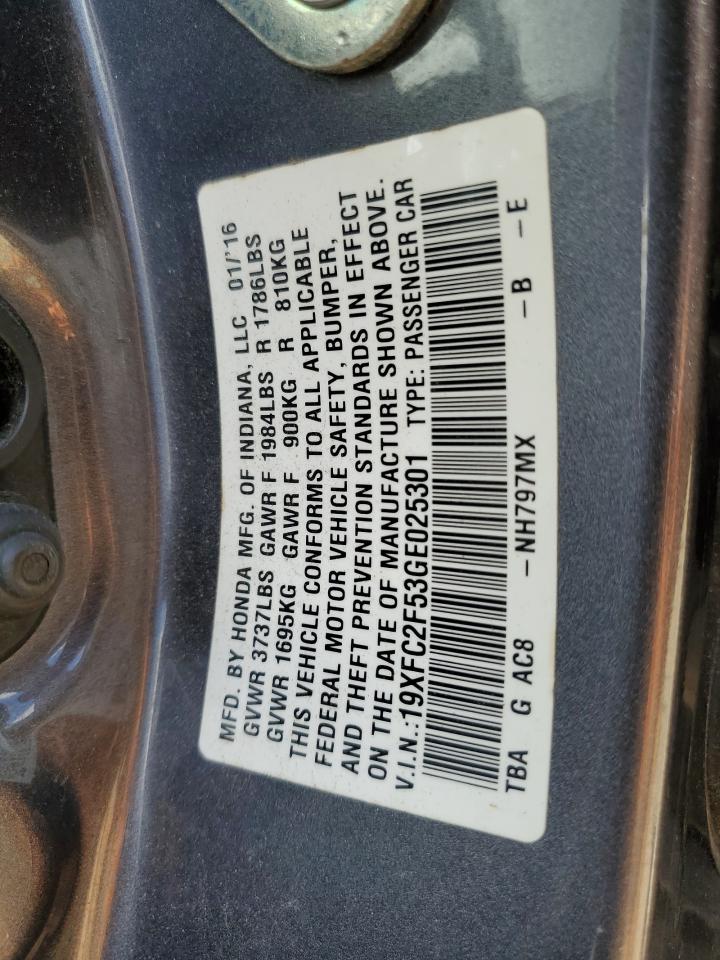 MFD. BY HONDA MFG. OF INDIANA, LLC 01/'16
GVWR 3737LBS GAWR F 1984LBS R 1786LBS
GVWR 1695KG GAWR F 900KG R 810KG
THIS VEHICLE CONFORMS TO ALL APPLICABLE
FEDERAL MOTOR VEHICLE SAFETY, BUMPER,
AND THEFT PREVENTION STANDARDS IN EFFECT
ON THE DATE OF MANUFACTURE SHOWN ABOVE.
V.I.N.:19XFC2F53GE025301 TYPE: PASSENGER CAR
TBA G AC8 -NH797MX -B -E